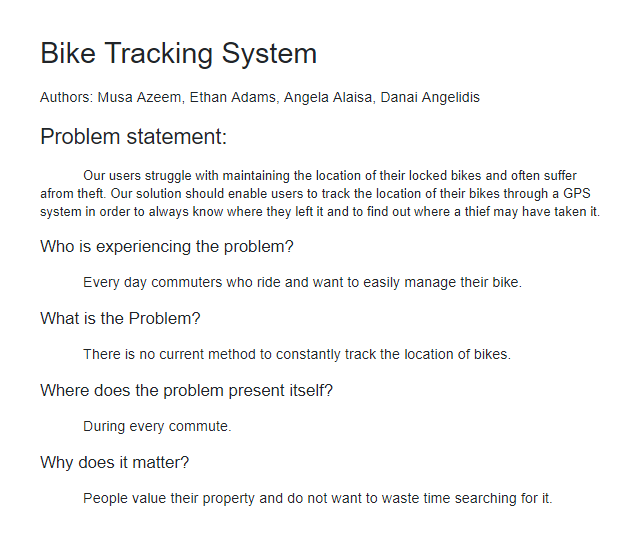 Bike Tracking System
Authors: Musa Azeem, Ethan Adams, Angela Alaisa, Danai Angelidis
Problem statement:
Our users struggle with maintaining the location of their locked bikes and often suffer
afrom theft. Our solution should enable users to track the location of their bikes through a GPS
system in order to always know where they left it and to find out where a thief may have taken it.
Who is experiencing the problem?
Every day commuters who ride and want to easily manage their bike.
What is the Problem?
There is no current method to constantly track the location of bikes.
Where does the problem present itself?
During every commute.
Why does it matter?
People value their property and do not want to waste time searching for it.